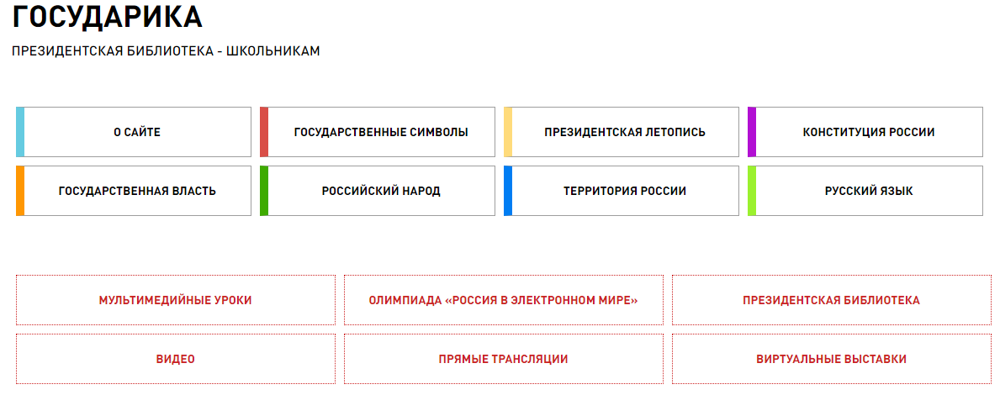 ГОСУДАРИКА
ПРЕЗИДЕНТСКАЯ БИБЛИОТЕКА - ШКОЛЬНИКАМ
О САЙТЕ
ГОСУДАРСТВЕННЫЕ СИМВОЛЫ
ПРЕЗИДЕНТСКАЯ ЛЕТОПИСЬ
КОНСТИТУЦИЯ РОССИИ
ГОСУДАРСТВЕННАЯ ВЛАСТЬ
РОССИЙСКИЙ НАРОД
ТЕРРИТОРИЯ РОССИИ
РУССКИЙ ЯЗЫК
МУЛЬТИМЕДИЙНЫЕ УРОКИ
ОЛИМПИАДА «РОССИЯ В ЭЛЕКТРОННОМ МИРЕ»
ПРЕЗИДЕНТСКАЯ БИБЛИОТЕКА
ВИДЕО
ПРЯМЫЕ ТРАНСЛЯЦИИ
ВИРТУАЛЬНЫЕ ВЫСТАВКИ